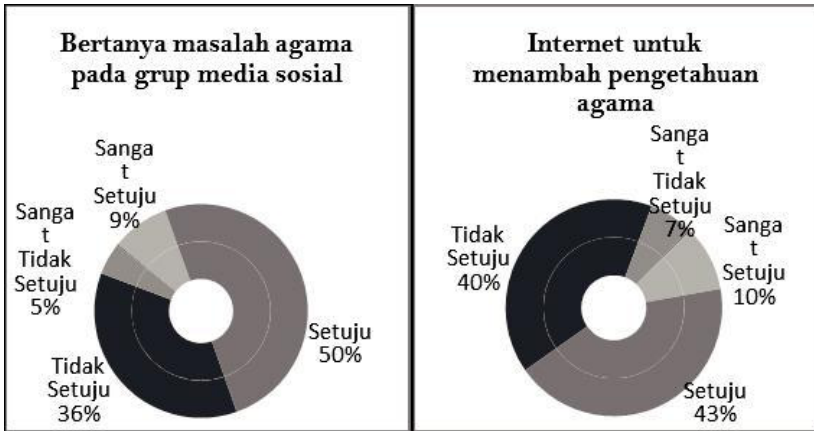 Bertanya masalah agama
pada grup media sosial
Sanga
t
Setuju
9%
Sanga
t
Tidak
Setuju
5%
Setuju
50%
Tidak
Setuju
36%
Internet untuk
menambah pengetahuan
agama
Sanga
t
Tidak
Setuju
7%
Tidak
Setuju
40%
Sanga
t
Setuju
10%
Setuju
43%